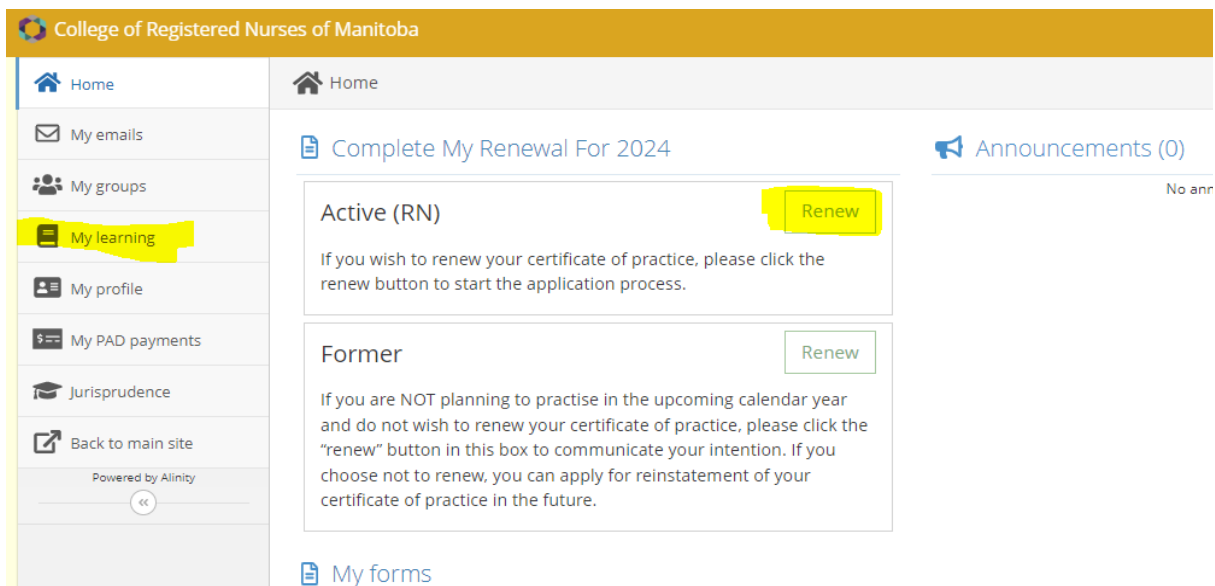 College of Registered Nurses of Manitoba
Home
My emails
My groups
My learning
My profile
My PAD payments
Jurisprudence
Back to main site
Powered by Alinity
Home
Complete My Renewal For 2024
Active (RN)
Renew
If you wish to renew your certificate of practice, please click the
renew button to start the application process.
Former
Renew
If you are NOT planning to practise in the upcoming calendar year
and do not wish to renew your certificate of practice, please click the
“renew” button in this box to communicate your intention. If you
choose not to renew, you can apply for reinstatement of your
certificate of practice in the future.
My forms
Announcements (0)
No ann